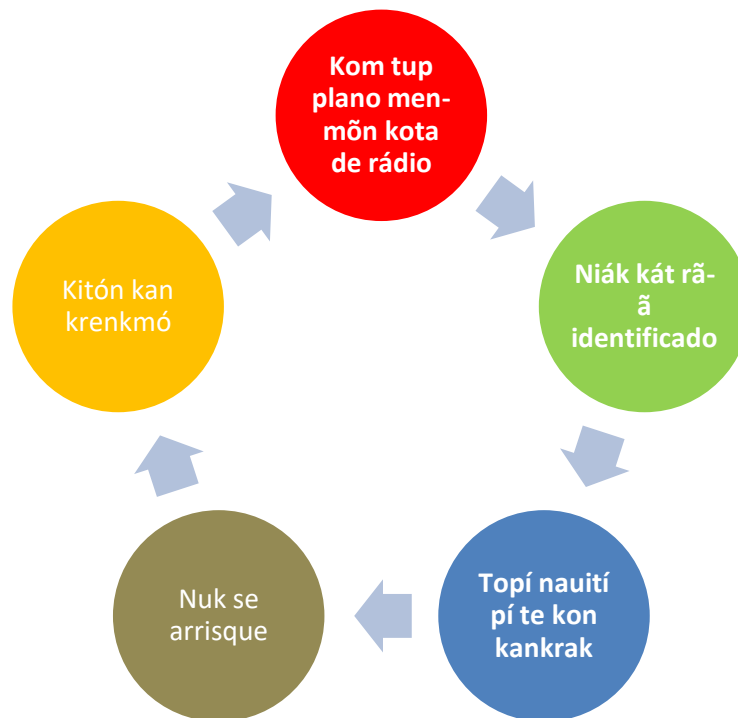 Kom tup
plano men-
mõn kota
de rádio
Niák kát rã-
ã
identificado
Topí nauití
pí te kon
kankrak
Nuk se
arrisque
Kitón kan
krenkmó